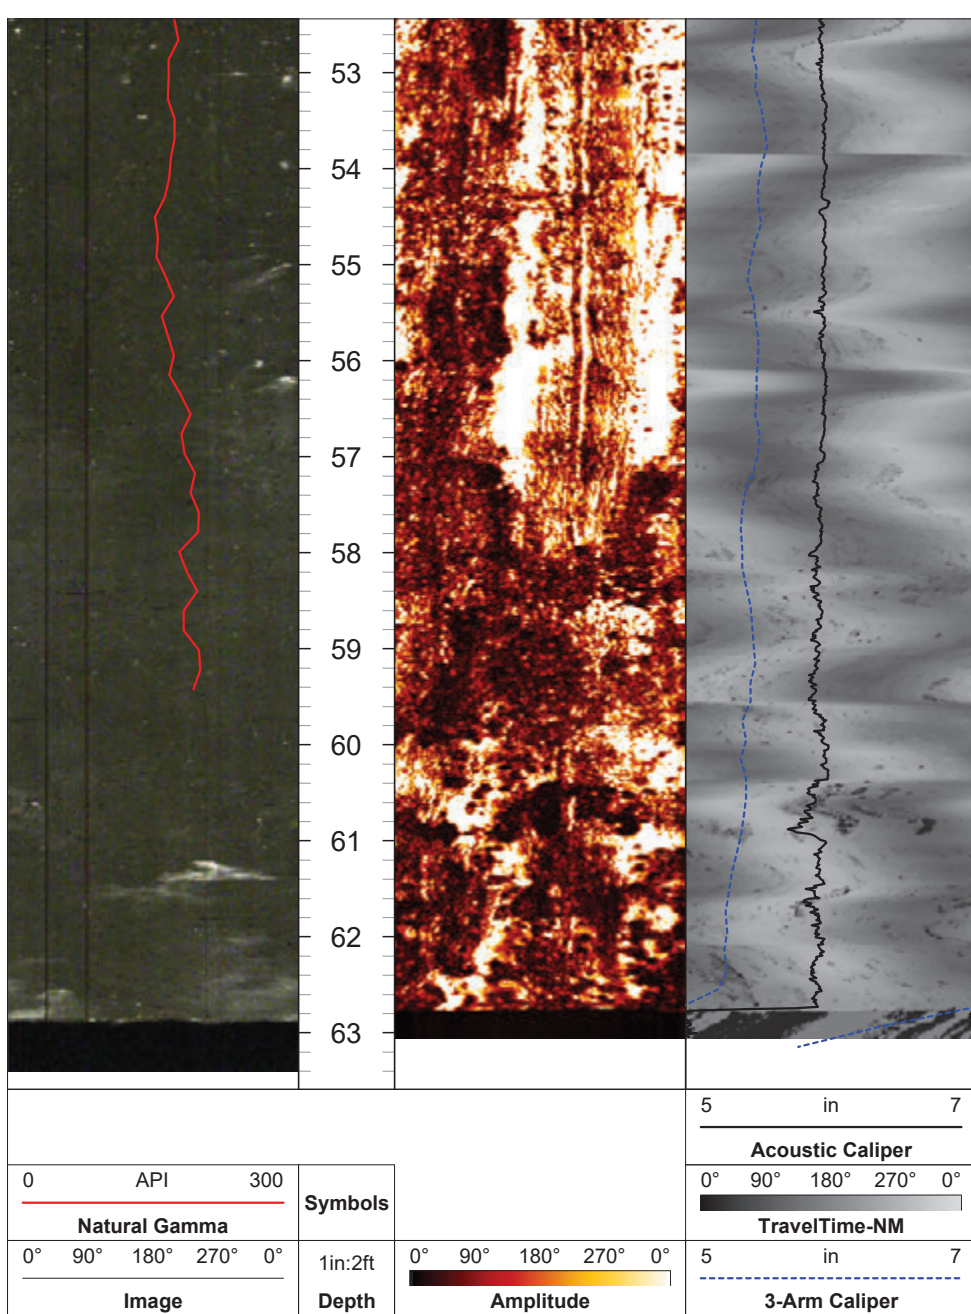 53
54
55
56
57
58
59
60
61
62
63
5 in 7
Acoustic Caliper
0 API 300
Natural Gamma
Symbols
0° 90° 180° 270° 0°
TravelTime-NM
0° 90° 180° 270° 0°
Image
1in:2ft
Depth
0° 90° 180° 270° 0°
Amplitude
5 in 7
3-Arm Caliper